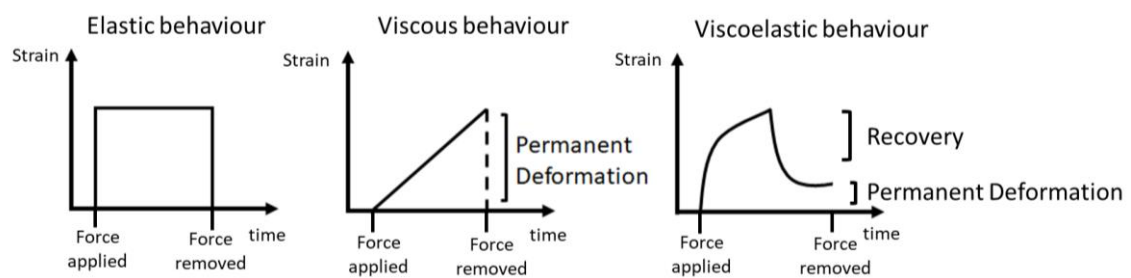 Elastic behaviour
Strain
Force
applied
Force
removed
time
Viscous behaviour
Strain
Permanent
Deformation
Force
applied
Force
removed
time
Viscoelastic behaviour
Strain
Recovery
Permanent Deformation
Force
applied
Force
removed
time